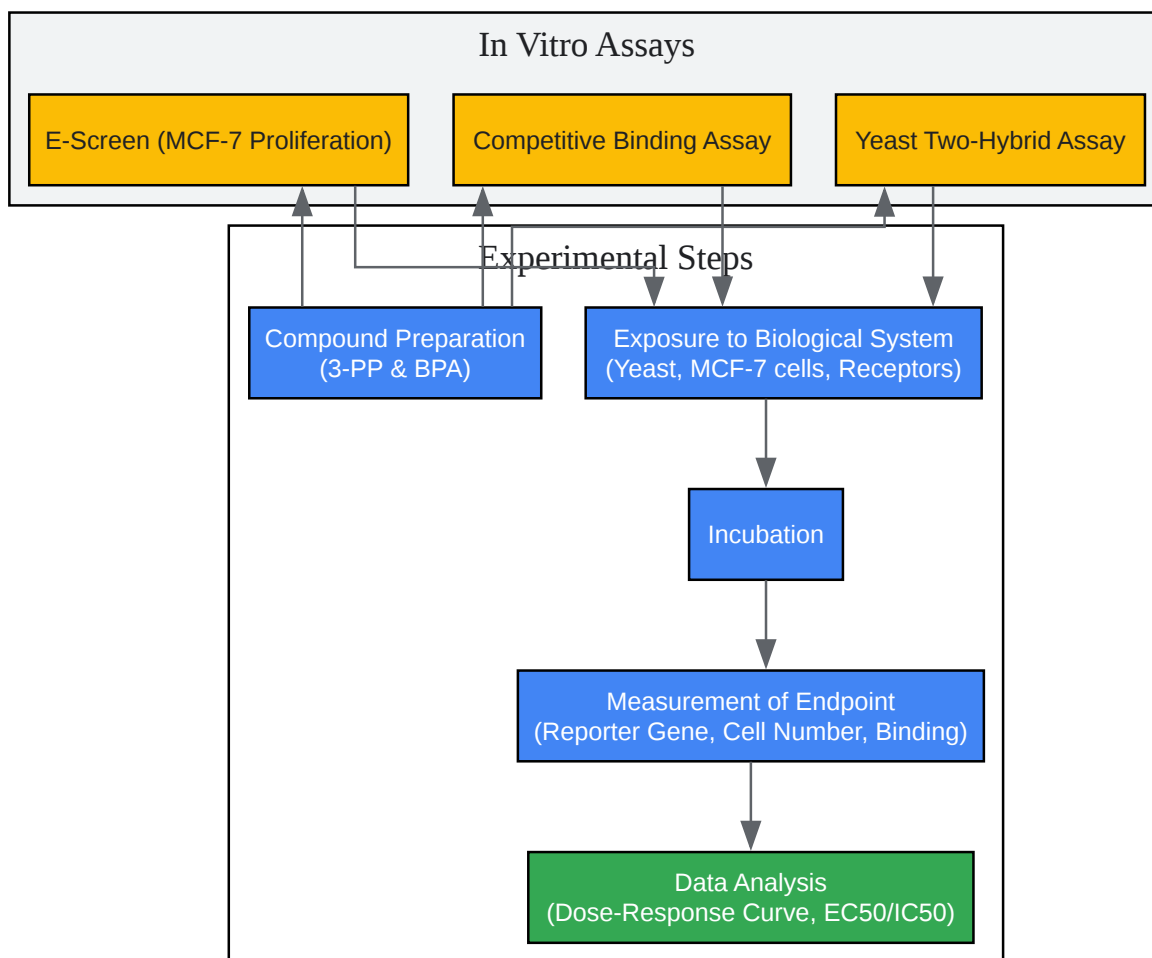 In Vitro Assays
E-Screen (MCF-7 Proliferation)
Competitive Binding Assay
Yeast Two-Hybrid Assay
Experimental Steps
Compound Preparation
(3-PP & BPA)
Exposure to Biological System
(Yeast, MCF-7 cells, Receptors)
Incubation
Measurement of Endpoint
(Reporter Gene, Cell Number, Binding)
Data Analysis
(Dose-Response Curve, EC50/IC50)